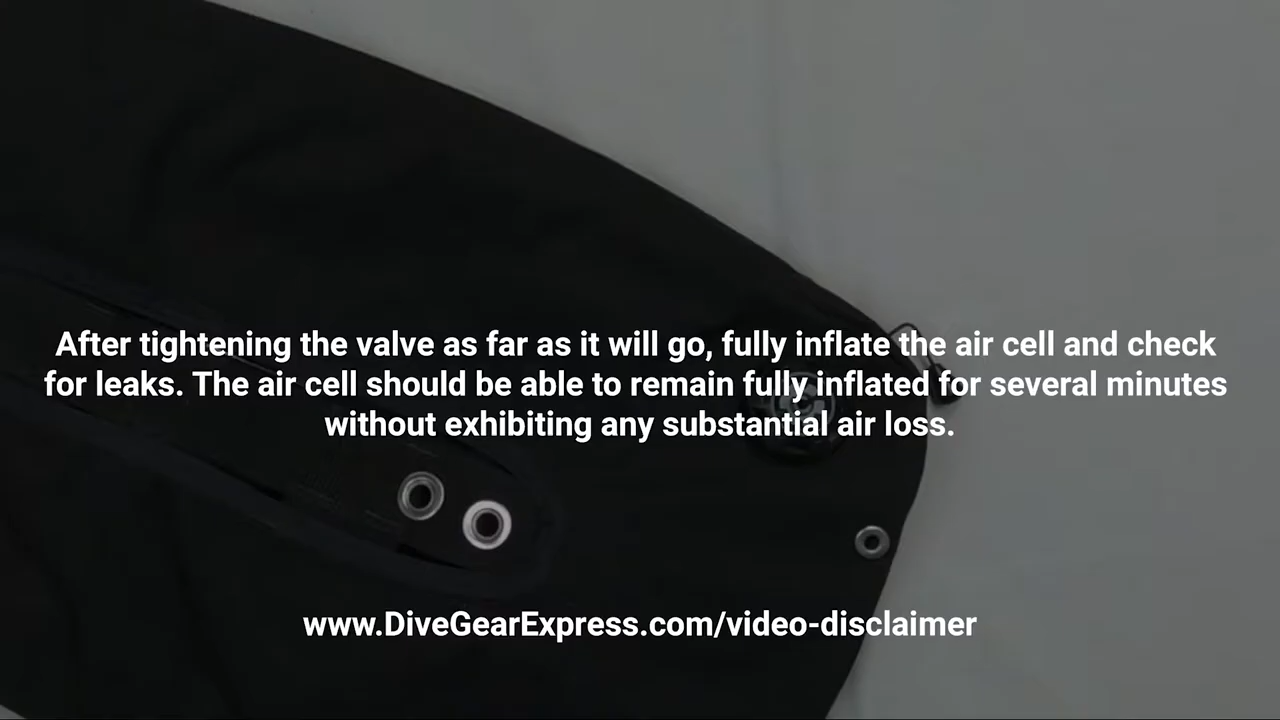 After tightening the valve as far as it will go, fully inflate the air cell and check
for leaks. The air cell should be able to remain fully inflated for several minutes
without exhibiting any substantial air loss.
www.DiveGearExpress.com/video-disclaimer